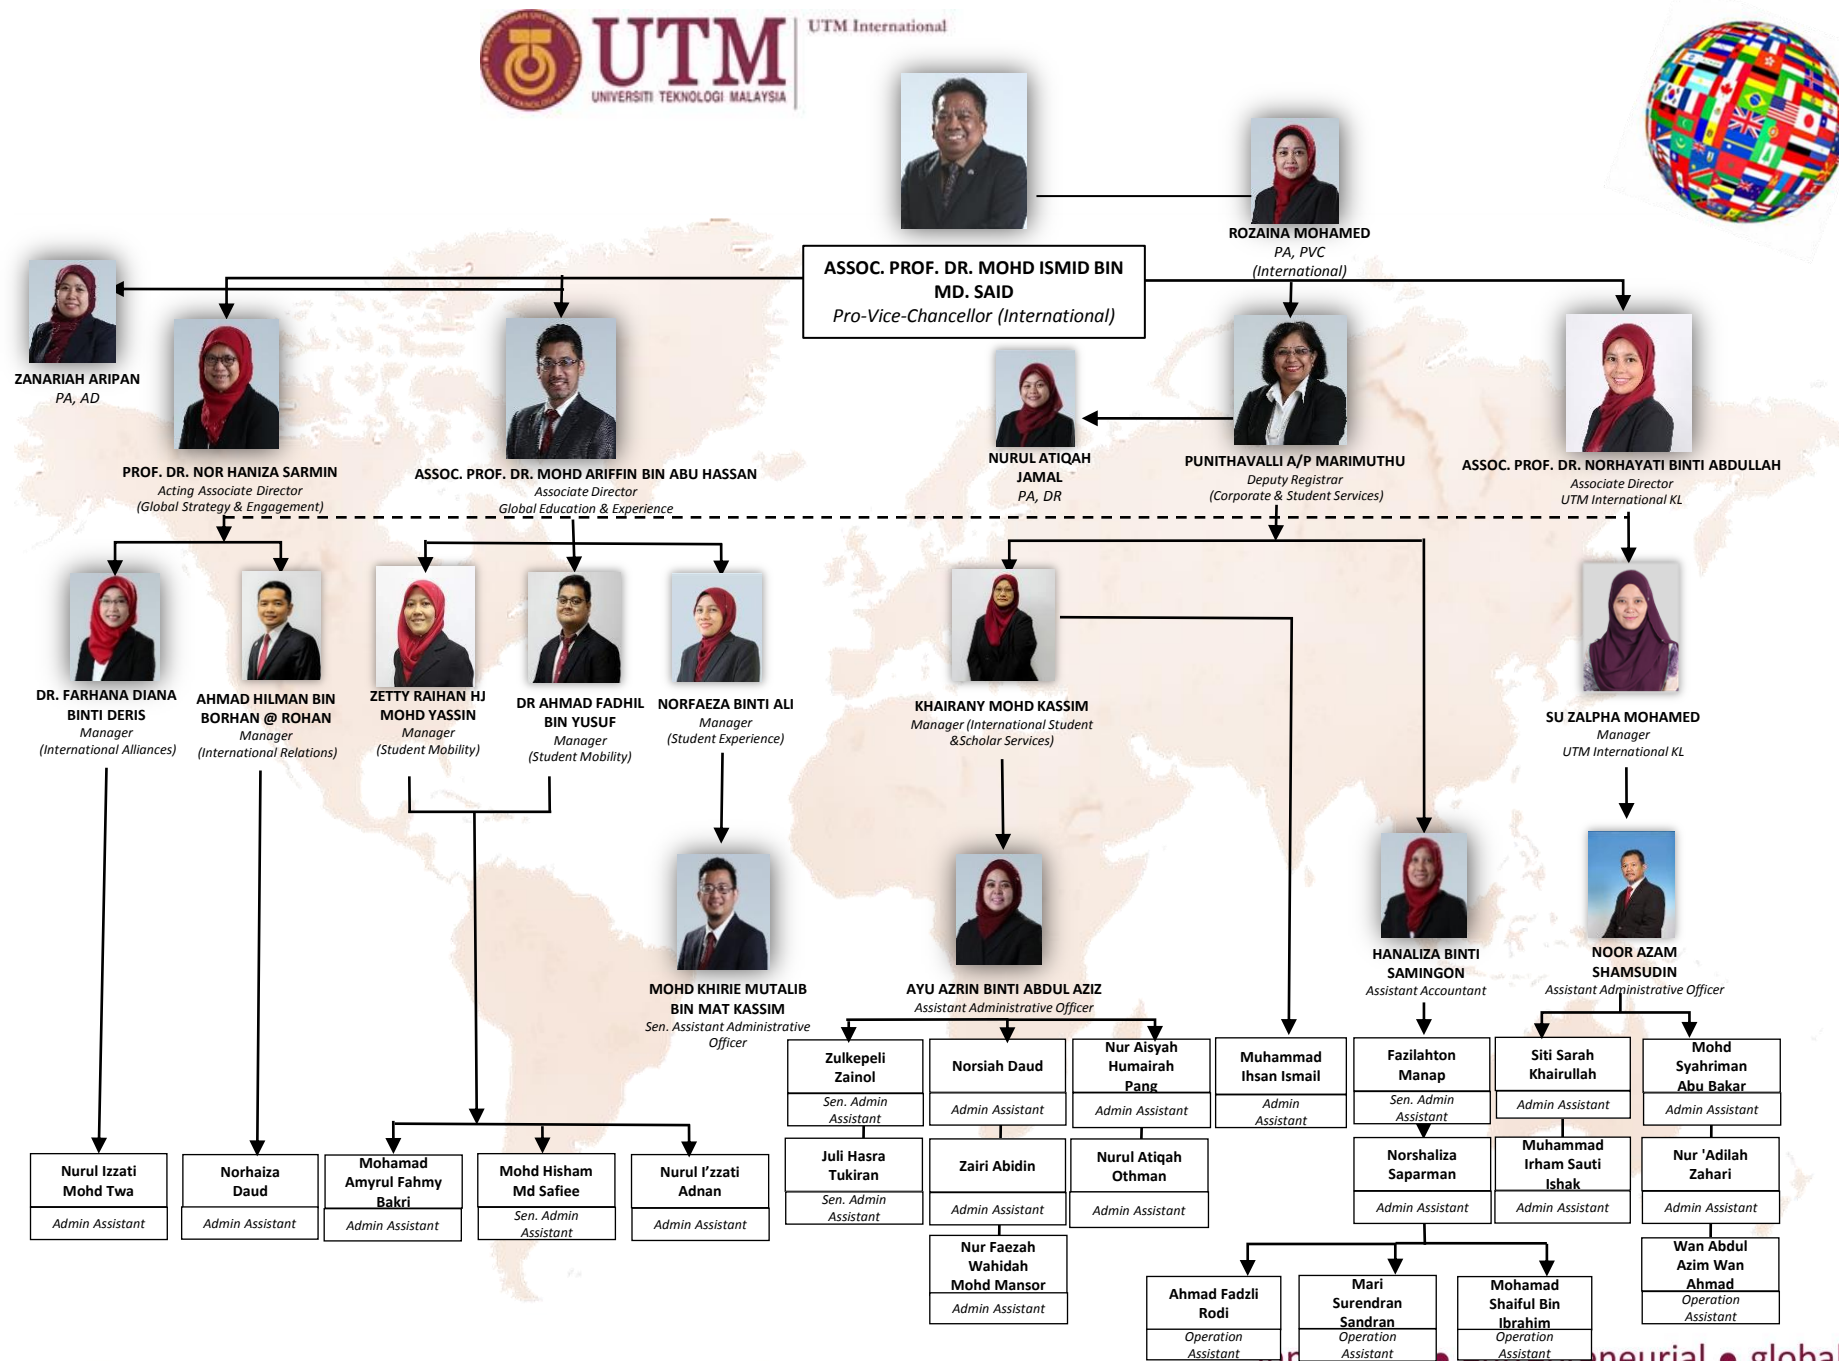 UTM
UNIVERSITI TEKNOLOGI MALAYSIA
UTM International
ROZAINA MOHAMED
PA, PVC
(International)
ASSOC. PROF. DR. MOHD ISMID BIN
MD. SAID
Pro-Vice-Chancellor (International)
ZANARIAH ARIPAN
PA, AD
PROF. DR. NOR HANIZA SARMIN
Acting Associate Director
(Global Strategy & Engagement)
ASSOC. PROF. DR. MOHD ARIFFIN BIN ABU HASSAN
Associate Director
Global Education & Experience
NURUL ATIQAH
JAMAL
PA, DR
PUNITHAVALLI A/P MARIMUTHU
Deputy Registrar
(Corporate & Student Services)
ASSOC. PROF. DR. NORHAYATI BINTI ABDULLAH
Associate Director
UTM International KL
DR. FARHANA DIANA
BINTI DERIS
Manager
(International Alliances)
AHMAD HILMAN BIN
BORHAN @ ROHAN
Manager
(International Relations)
ZETTY RAIHAN HJ
MOHD YASSIN
Manager
(Student Mobility)
DR AHMAD FADHIL
BIN YUSUF
Manager
(Student Mobility)
NORFAEZA BINTI ALI
Manager
(Student Experience)
KHAIRANY MOHD KASSIM
Manager (International Student
&Scholar Services)
SU ZALPHA MOHAMED
Manager
UTM International KL
MOHD KHIRIE MUTALIB
BIN MAT KASSIM
Sen. Assistant Administrative
Officer
AYU AZRIN BINTI ABDUL AZIZ
Assistant Administrative Officer
HANALIZA BINTI
SAMINGON
Assistant Accountant
NOOR AZAM
SHAMSUDIN
Assistant Administrative Officer
Zulkepeli
Zainol
Sen. Admin
Assistant
Norsiah Daud
Admin Assistant
Nur Aisyah
Humairah
Pang
Admin Assistant
Muhammad
Ihsan Ismail
Admin
Assistant
Fazilahton
Manap
Sen. Admin
Assistant
Siti Sarah
Khairullah
Admin Assistant
Mohd
Syahriman
Abu Bakar
Admin Assistant
Nurul Izzati
Mohd Twa
Admin Assistant
Norhaiza
Daud
Admin Assistant
Mohamad
Amyrul Fahmy
Bakri
Admin Assistant
Mohd Hisham
Md Safiee
Sen. Admin
Assistant
Nurul I'zzati
Adnan
Admin Assistant
Juli Hasra
Tukiran
Sen. Admin
Assistant
Zairi Abidin
Admin Assistant
Nurul Atiqah
Othman
Admin Assistant
Norshaliza
Saparman
Admin Assistant
Muhammad
Irham Sauti
Ishak
Admin Assistant
Nur 'Adilah
Zahari
Admin Assistant
Nur Faezah
Wahidah
Mohd Mansor
Admin Assistant
Wan Abdul
Azim Wan
Ahmad
Operation
Assistant
Ahmad Fadzli
Rodi
Operation
Assistant
Mari
Surendran
Sandran
Operation
Assistant
Mohamad
Shaiful Bin
Ibrahim
Operation
Assistant